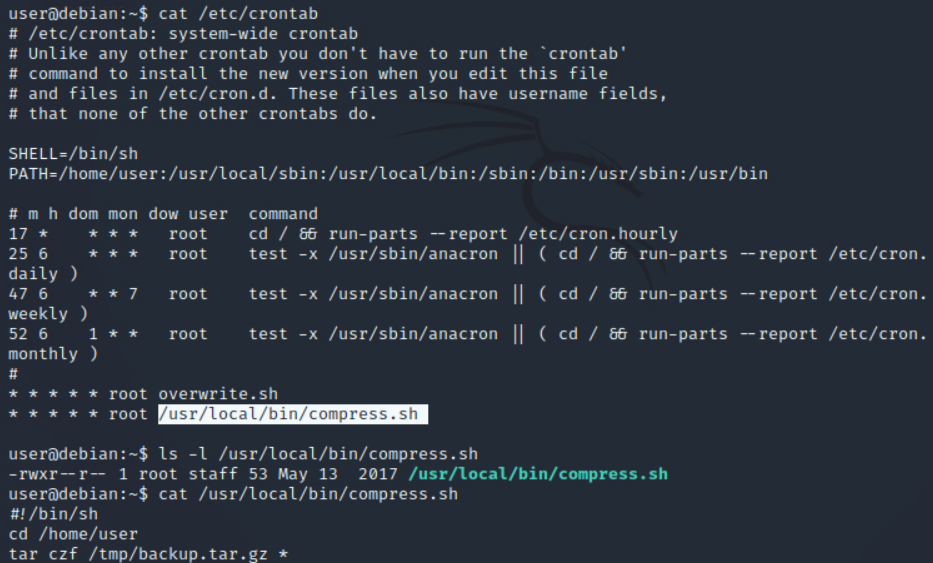 user@debian:~$ cat /etc/crontab
# /etc/crontab: system-wide crontab
# Unlike any other crontab you don't have to run the `crontab'
# command to install the new version when you edit this file
# and files in /etc/cron.d. These files also have username fields,
# that none of the other crontabs do.

SHELL=/bin/sh
PATH=/home/user:/usr/local/sbin:/usr/local/bin:/sbin:/bin:/usr/sbin:/usr/bin

# m h dom mon dow user  command
17 *    * * *   root    cd / && run-parts --report /etc/cron.hourly
25 6    * * *   root    test -x /usr/sbin/anacron || ( cd / && run-parts --report /etc/cron.
daily )
47 6    * * 7   root    test -x /usr/sbin/anacron || ( cd / && run-parts --report /etc/cron.
weekly )
52 6    1 * *   root    test -x /usr/sbin/anacron || ( cd / && run-parts --report /etc/cron.
monthly )
#
* * * * * root overwrite.sh
* * * * * root /usr/local/bin/compress.sh

user@debian:~$ ls -l /usr/local/bin/compress.sh
-rwxr--r-- 1 root staff 53 May 13  2017 /usr/local/bin/compress.sh
user@debian:~$ cat /usr/local/bin/compress.sh
#!/bin/sh
cd /home/user
tar czf /tmp/backup.tar.gz *